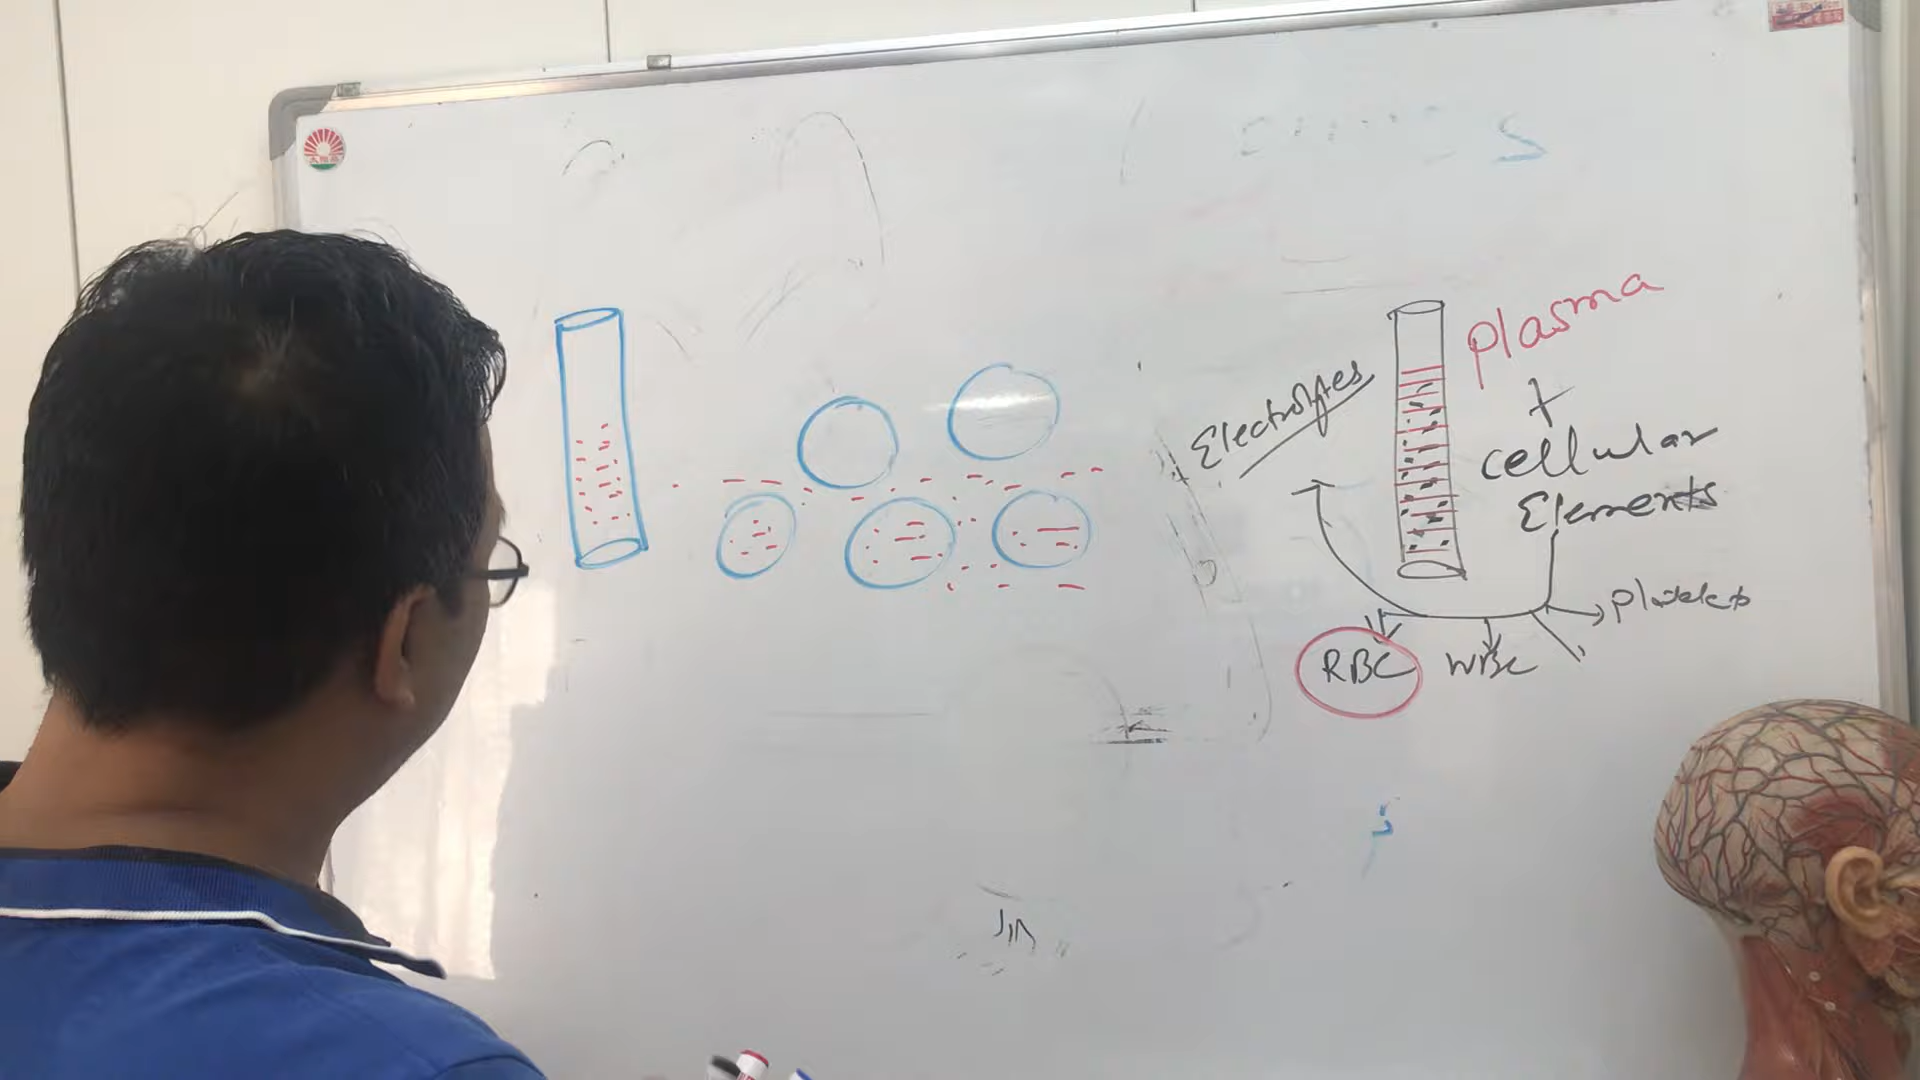 plasma
+
cellular
Elements
Electrolytes
Platelets
RBC WBC